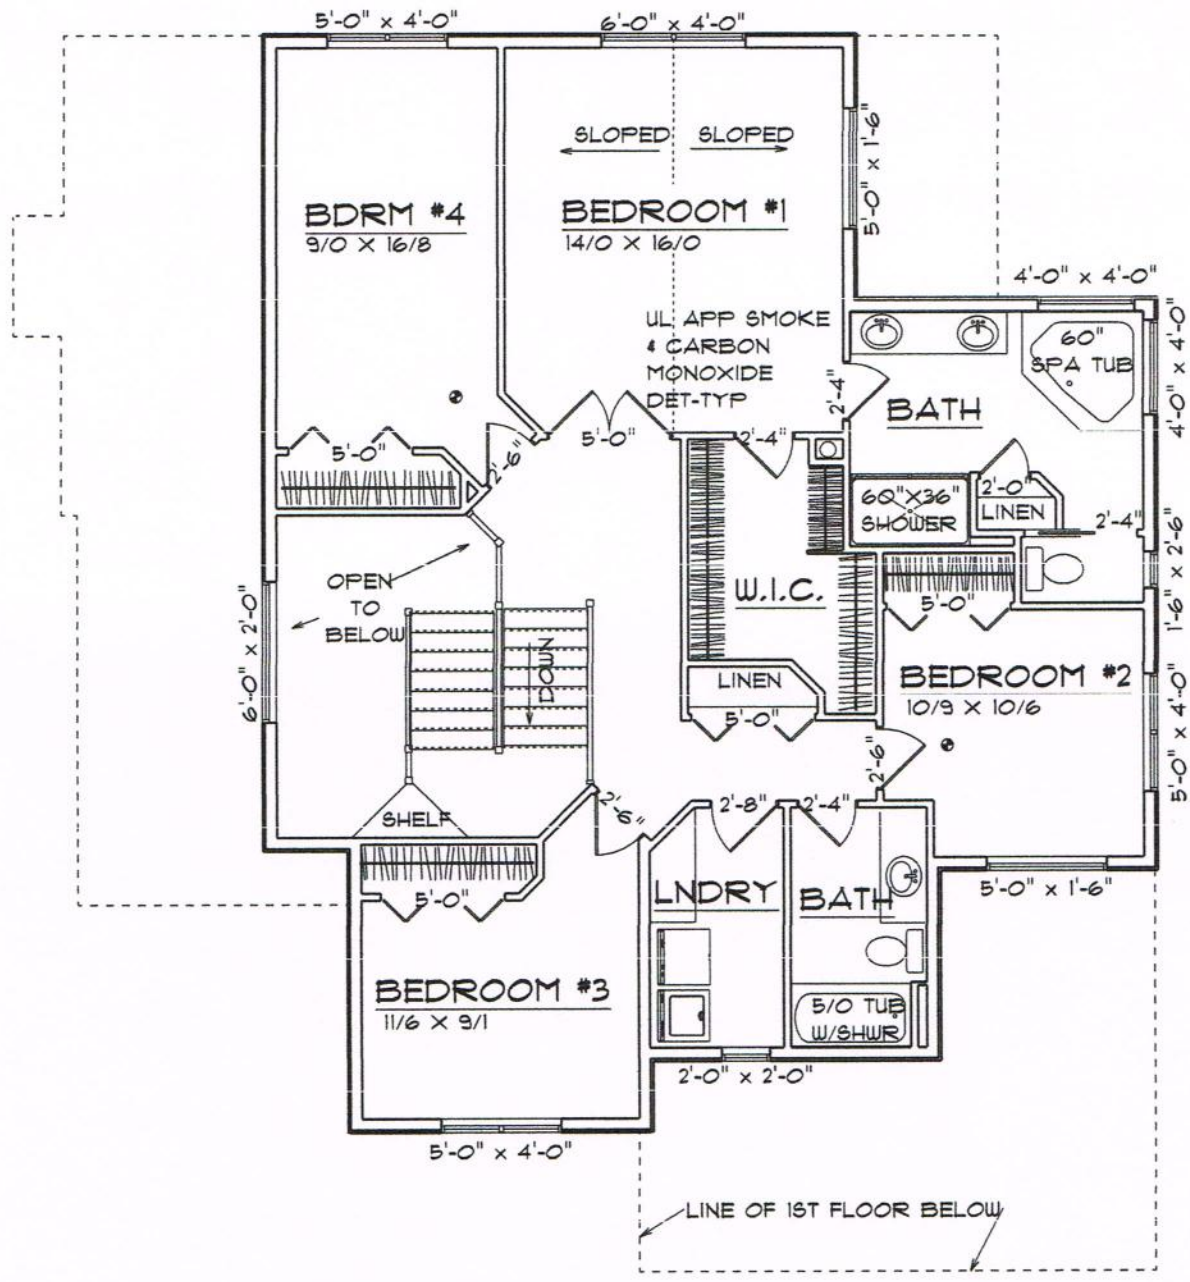 5'-0" x 4'-0"
6'-0" x 4'-0"
SLOPED
SLOPED
5'-0" x 1'-6"
BDRM #4
9/0 X 16/8
BEDROOM #1
14/0 X 16/0
4'-0" x 4'-0"
UL APP SMOKE
& CARBON
MONOXIDE
DET-TYP
60"
SPA TUB
4'-0" x 4'-0"
2'-4"
BATH
5'-0"
2'-6"
5'-0"
2'-4"
60"X36"
SHOWER
2'-0"
LINEN
2'-4"
OPEN
TO
BELOW
6'-0" x 2'-0"
W.I.C.
5'-0"
1'-6" x 2'-6"
DOWN
LINEN
5'-0"
BEDROOM #2
10/9 X 10/6
5'-0" x 4'-0"
2'-6"
SHELF
2'-6"
2'-8"
2'-4"
5'-0"
LNDRY
BATH
5'-0" x 1'-6"
BEDROOM #3
11/6 X 9/1
5/0 TUB
W/SHWR
2'-0" x 2'-0"
5'-0" x 4'-0"
LINE OF 1ST FLOOR BELOW